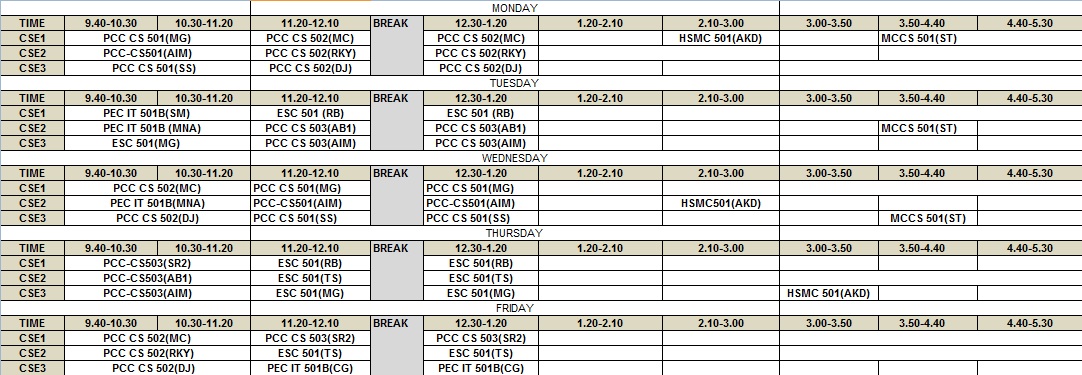 MONDAY
TIME 9.40-10.30 10.30-11.20 11.20-12.10 BREAK 12.30-1.20 1.20-2.10 2.10-3.00 3.00-3.50 3.50-4.40 4.40-5.30
CSE1 PCC CS 501(MG) PCC CS 502(MC) PCC CS 502(MC) HSMC 501(AKD) MCCS 501(ST)
CSE2 PCC-CS501(AIM) PCC CS 502(RKY) PCC CS 502(RKY)
CSE3 PCC CS 501(SS) PCC CS 502(DJ) PCC CS 502(DJ)
TUESDAY
TIME 9.40-10.30 10.30-11.20 11.20-12.10 BREAK 12.30-1.20 1.20-2.10 2.10-3.00 3.00-3.50 3.50-4.40 4.40-5.30
CSE1 PEC IT 501B(SM) ESC 501 (RB) ESC 501 (RB)
CSE2 PEC IT 501B (MNA) PCC CS 503(AB1) PCC CS 503(AB1) MCCS 501(ST)
CSE3 ESC 501(MG) PCC CS 503(AIM) PCC CS 503(AIM)
WEDNESDAY
TIME 9.40-10.30 10.30-11.20 11.20-12.10 BREAK 12.30-1.20 1.20-2.10 2.10-3.00 3.00-3.50 3.50-4.40 4.40-5.30
CSE1 PCC CS 502(MC) PCC CS 501(MG) PCC CS 501(MG)
CSE2 PEC IT 501B(MNA) PCC-CS501(AIM) PCC-CS501(AIM) HSMC501(AKD)
CSE3 PCC CS 502(DJ) PCC CS 501(SS) PCC CS 501(SS) MCCS 501(ST)
THURSDAY
TIME 9.40-10.30 10.30-11.20 11.20-12.10 BREAK 12.30-1.20 1.20-2.10 2.10-3.00 3.00-3.50 3.50-4.40 4.40-5.30
CSE1 PCC-CS503(SR2) ESC 501(RB) ESC 501(RB)
CSE2 PCC-CS503(AB1) ESC 501(TS) ESC 501(TS)
CSE3 PCC-CS503(AIM) ESC 501(MG) ESC 501(MG) HSMC 501(AKD)
FRIDAY
TIME 9.40-10.30 10.30-11.20 11.20-12.10 BREAK 12.30-1.20 1.20-2.10 2.10-3.00 3.00-3.50 3.50-4.40 4.40-5.30
CSE1 PCC CS 502(MC) PCC CS 503(SR2) PCC CS 503(SR2)
CSE2 PCC CS 502(RKY) ESC 501(TS) ESC 501(TS)
CSE3 PCC CS 502(DJ) PEC IT 501B(CG) PEC IT 501B(CG)